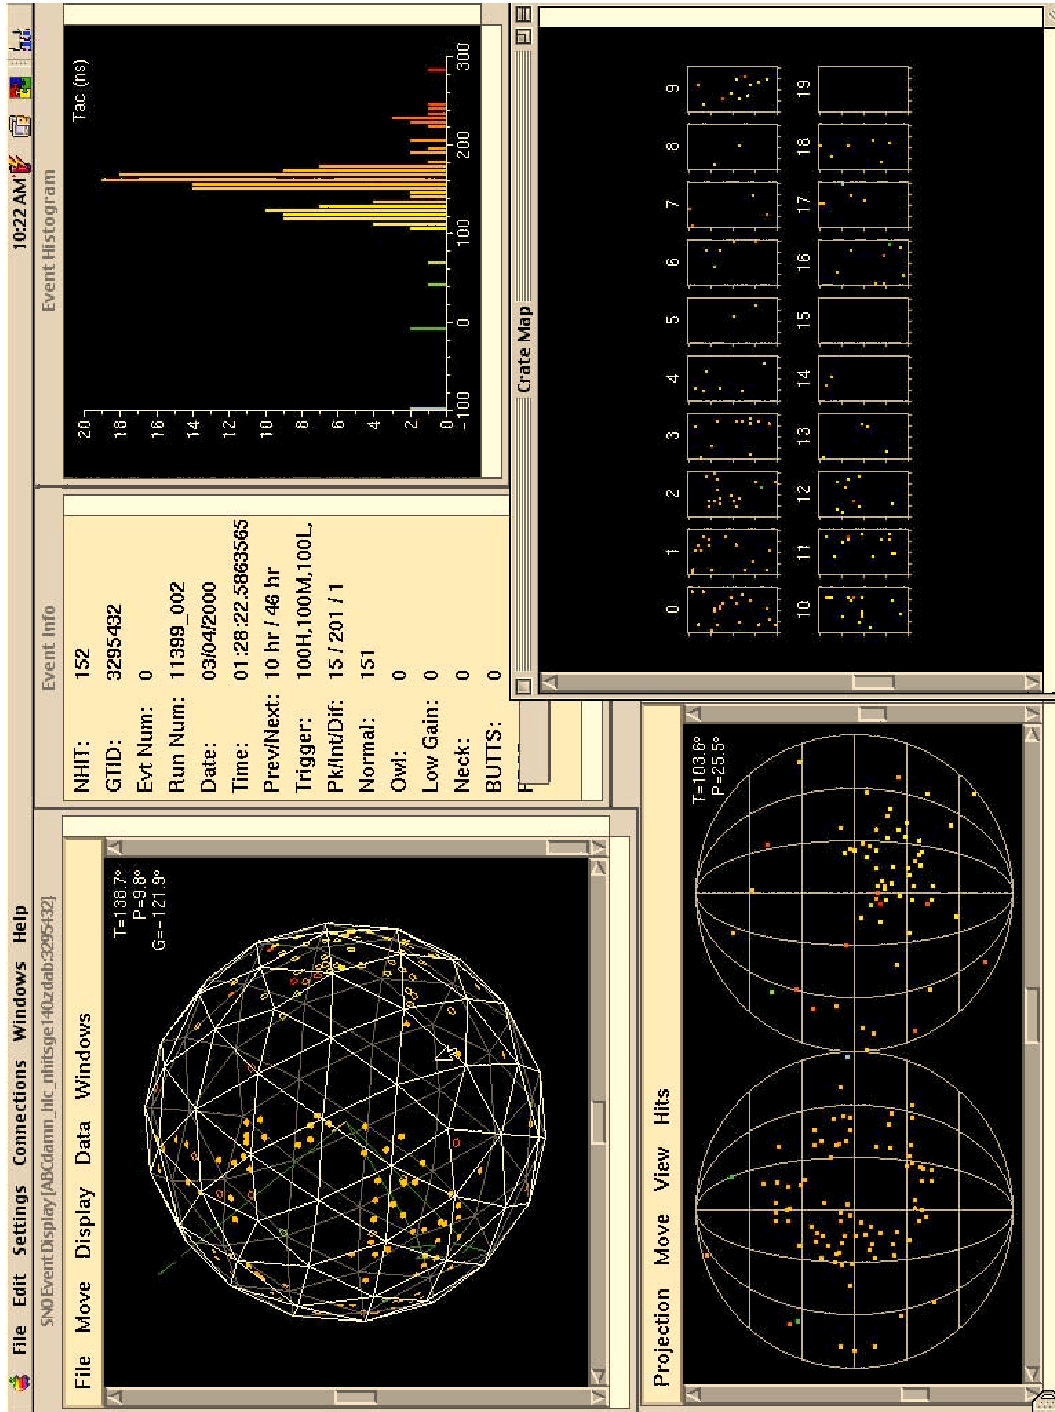 File Edit Settings Connections Windows Help
10:22 AM
SNO Event Display [ABCdamn_hlc_nhitsge140.zdab:3295432]
File Move Display Data Windows
T=138.7°
P=9.8°
G=-121.9°
Event Info
NHIT: 152
GTID: 3295432
Evt Num: 0
Run Num: 11399_002
Date: 03/04/2000
Time: 01:28:22.5863565
Prev/Next: 10 hr / 46 hr
Trigger: 100H,100M,100L,
Pk/Int/Dif: 15 / 201 / 1
Normal: 151
Owl: 0
Low Gain: 0
Neck: 0
BUTTS: 0
Event Histogram
Tac (ns)
20
18
16
14
12
10
8
6
4
2
0
-100 0 100 200 300
Projection Move View Hits
T=103.6°
P=25.5°
Crate Map
0 1 2 3 4 5 6 7 8 9
10 11 12 13 14 15 16 17 18 19